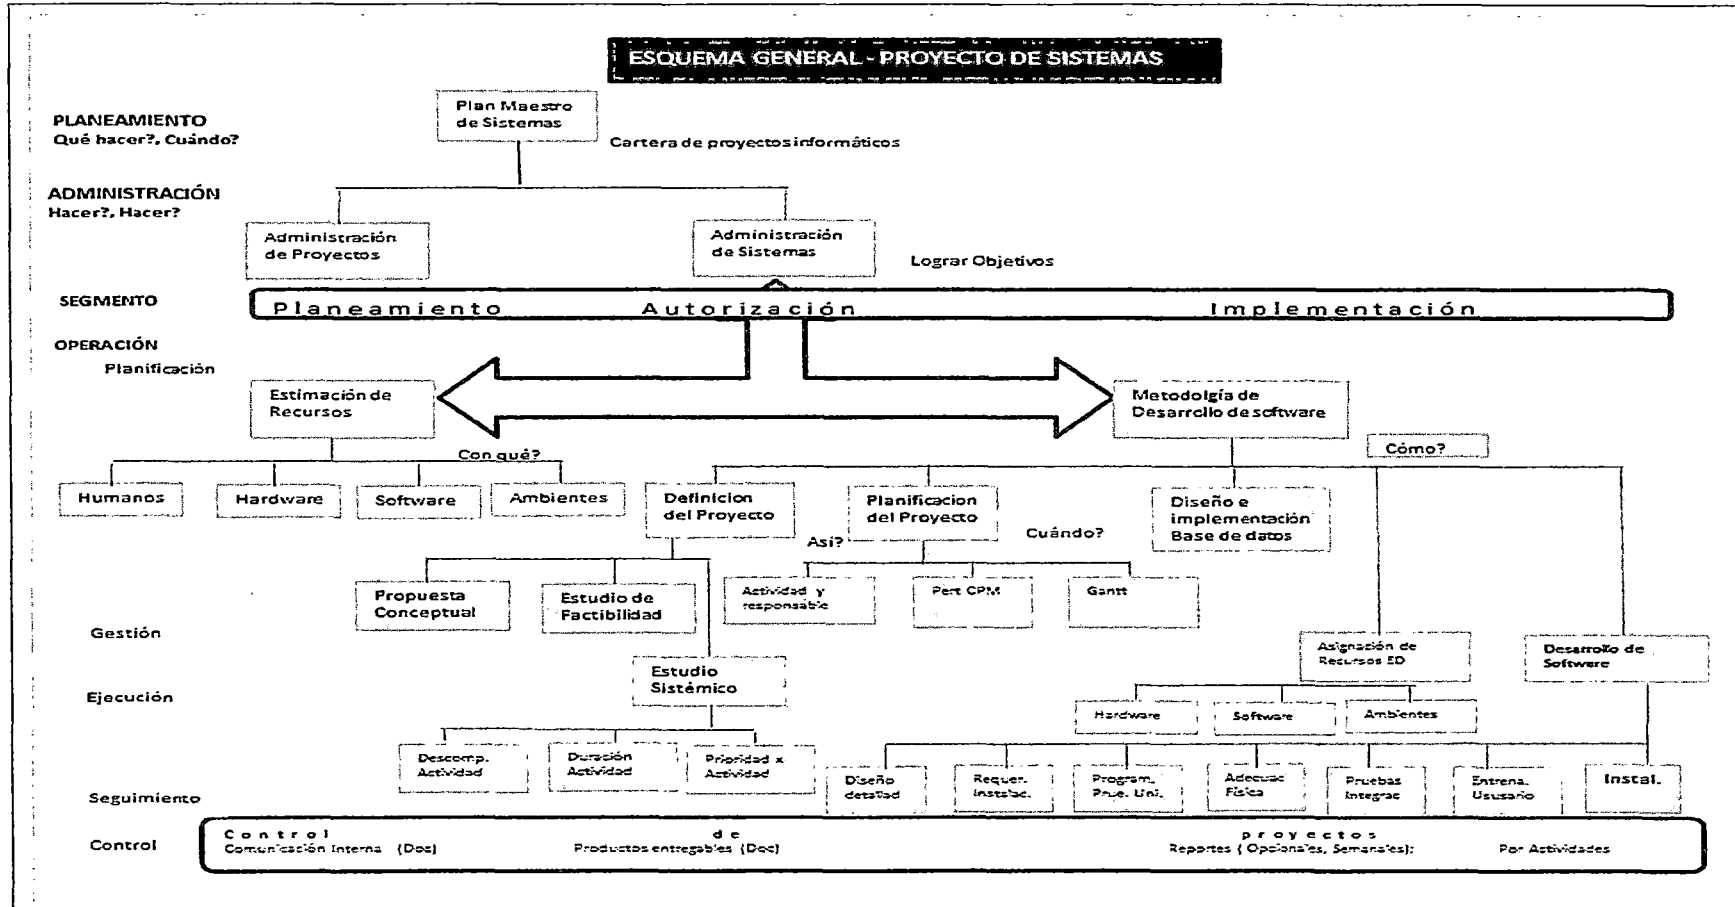 ESQUEMA GENERAL - PROYECTO DE SISTEMAS
PLANEAMIENTO
Qué hacer?, Cuándo?
Plan Maestro
de Sistemas
Cartera de proyectos informáticos
ADMINISTRACIÓN
Hacer?, Hacer?
Administración
de Proyectos
Administración
de Sistemas
Lograr Objetivos
SEGMENTO
Planeamiento Autorización Implementación
OPERACIÓN
Planificación
Estimación de
Recursos
Metodolgía de
Desarrollo de software
Con qué?
Cómo?
Humanos
Hardware
Software
Ambientes
Definicion
del Proyecto
Planificacion
del Proyecto
Diseño e
implementación
Base de datos
Asi?
Cuándo?
Propuesta
Conceptual
Estudio de
Factibilidad
Actividad y
responsable
Pert CPM
Gantt
Gestión
Estudio
Sistémico
Asignación de
Recursos ED
Desarrollo de
Software
Ejecución
Hardware
Software
Ambientes
Descomp.
Actividad
Duración
Actividad
Prioridad x
Actividad
Diseño
detallad
Requer.
Instalac.
Program.
Prue. Uni.
Adecuac
Física
Pruebas
Integrac
Entrena.
Ususario
Instal.
Seguimiento
Control
Control de proyectos
Comunicación Interna (Doc) Productos entregables (Doc) Reportes ( Opcionales, Semanales): Por Actividades